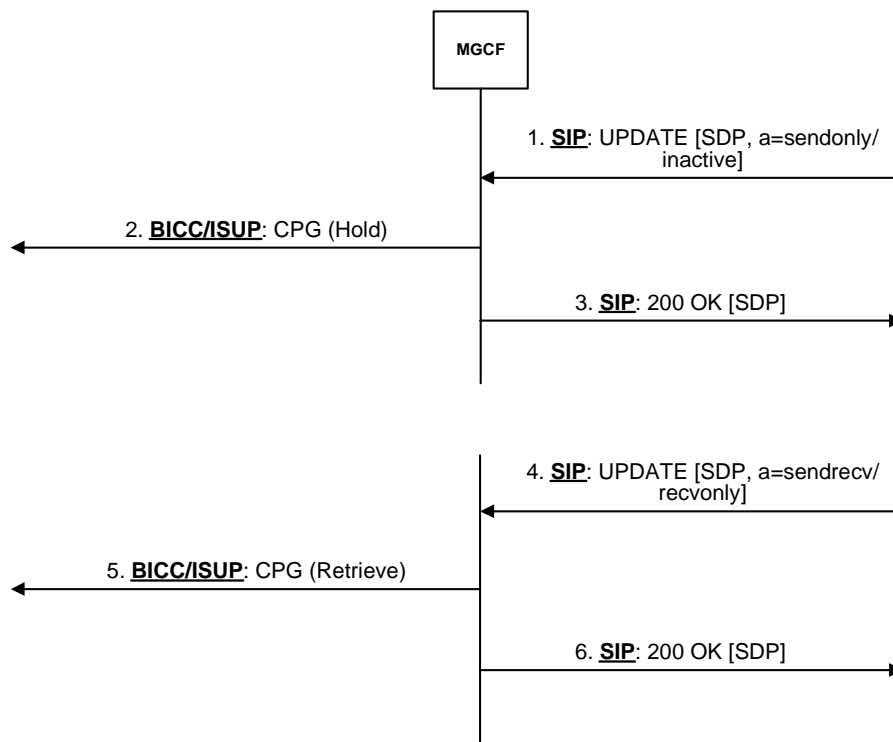 MGCF
1. SIP: UPDATE [SDP, a=sendonly/
inactive]
2. BICC/ISUP: CPG (Hold)
3. SIP: 200 OK [SDP]
4. SIP: UPDATE [SDP, a=sendrecv/
recvonly]
5. BICC/ISUP: CPG (Retrieve)
6. SIP: 200 OK [SDP]